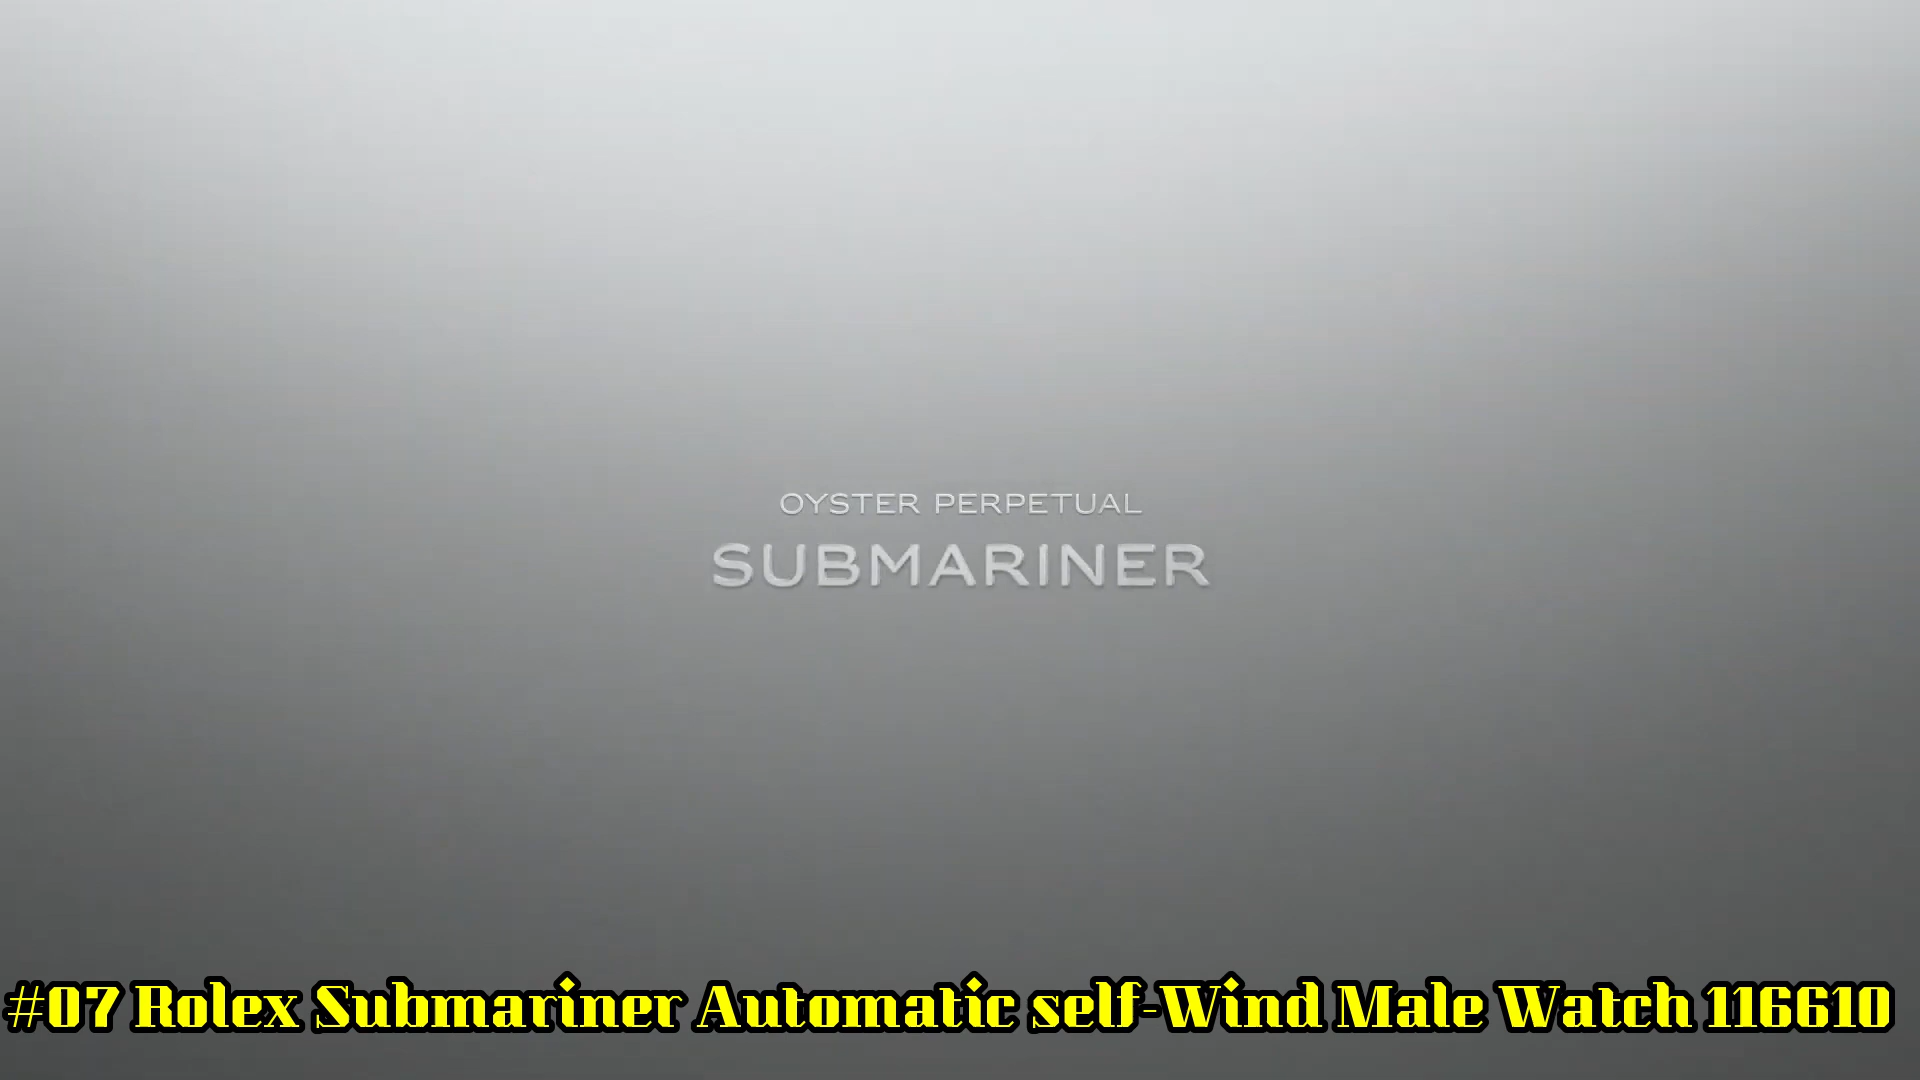 OYSTER PERPETUAL
SUBMARINER
#07 Rolex Submariner Automatic self-Wind Male Watch 116610